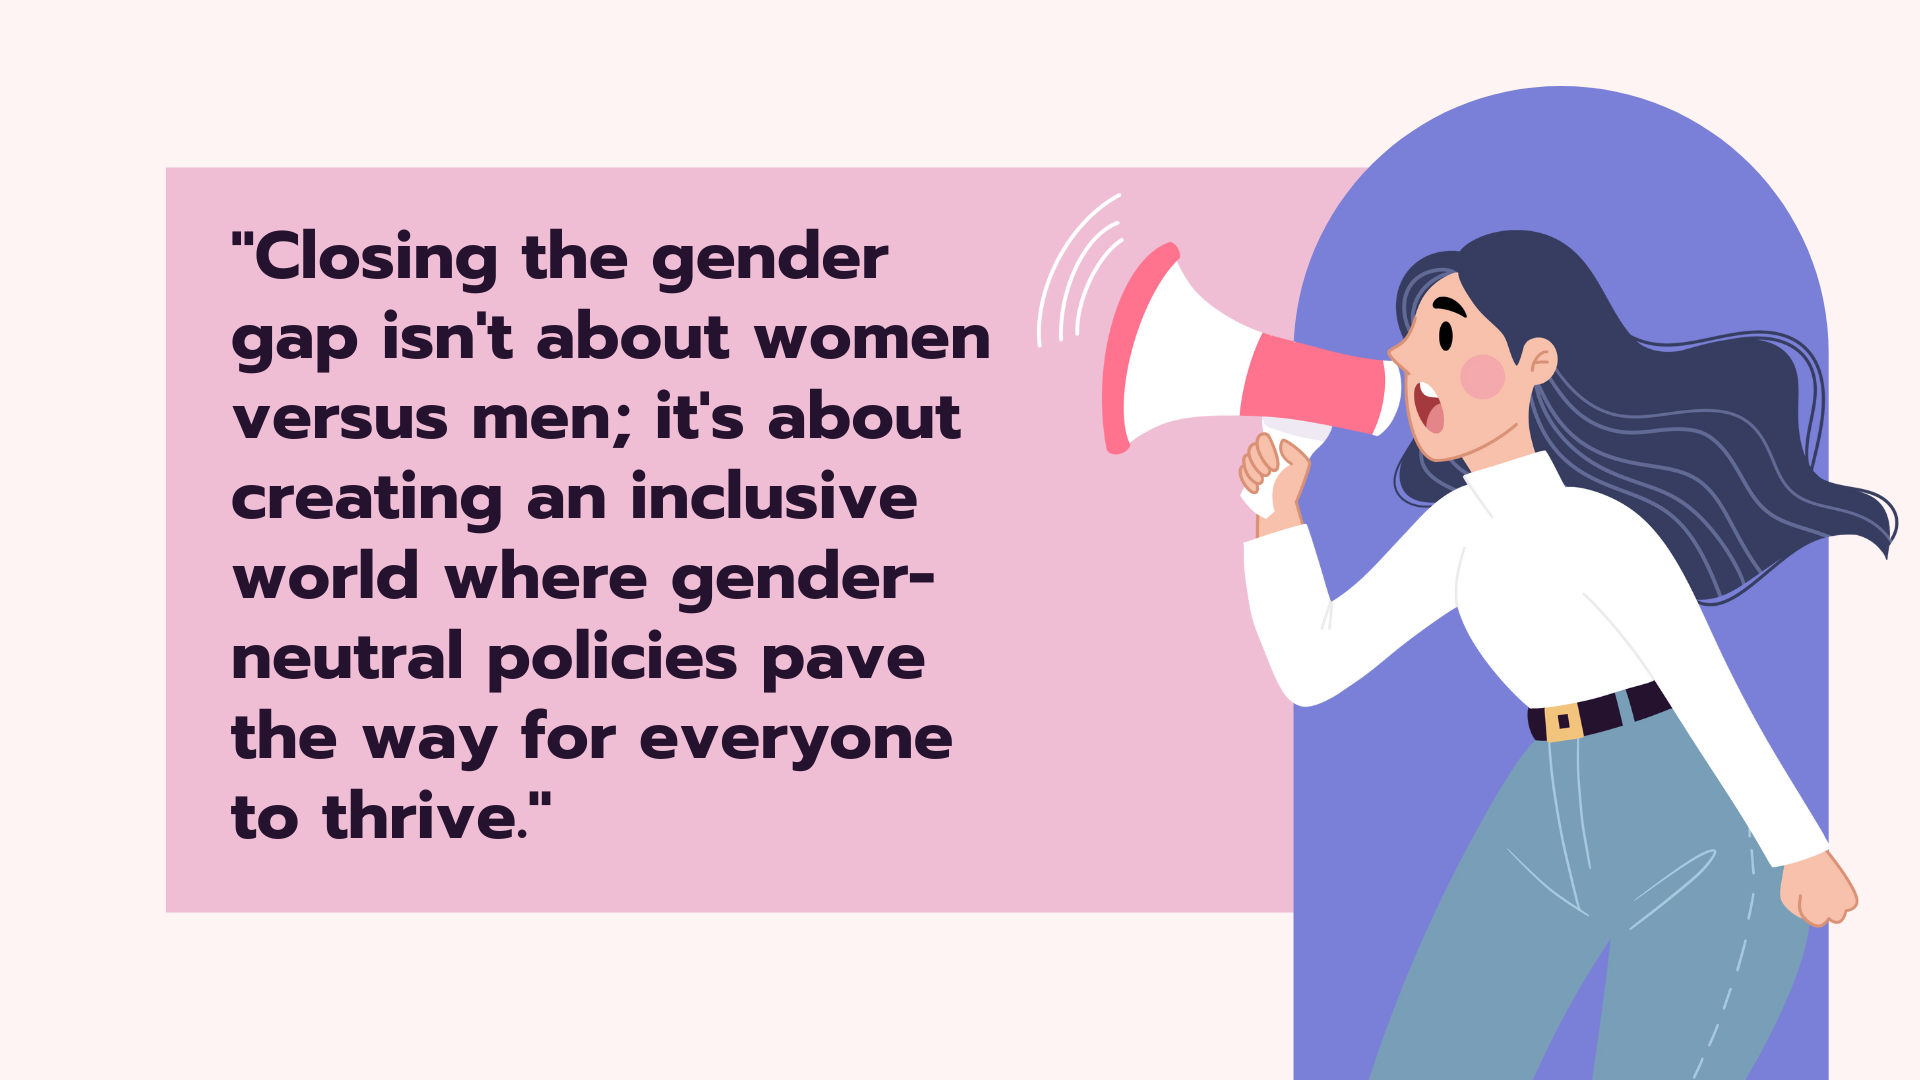 "Closing the gender
gap isn't about women
versus men; it's about
creating an inclusive
world where gender-
neutral policies pave
the way for everyone
to thrive."